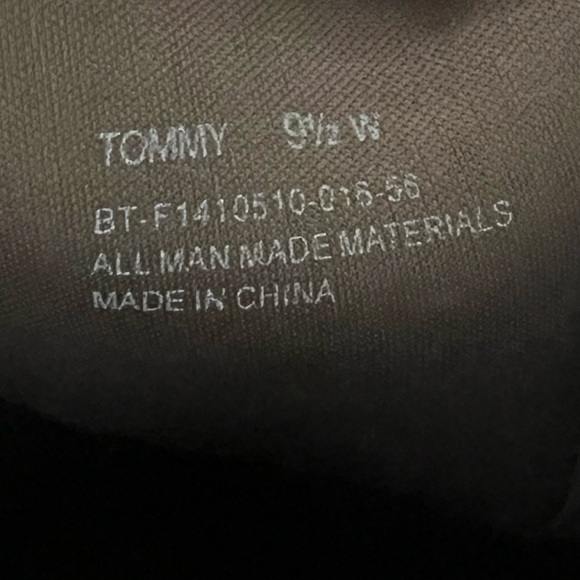 TOMMY 9½ W
BT-F1410510-016-56
ALL MAN MADE MATERIALS
MADE IN CHINA